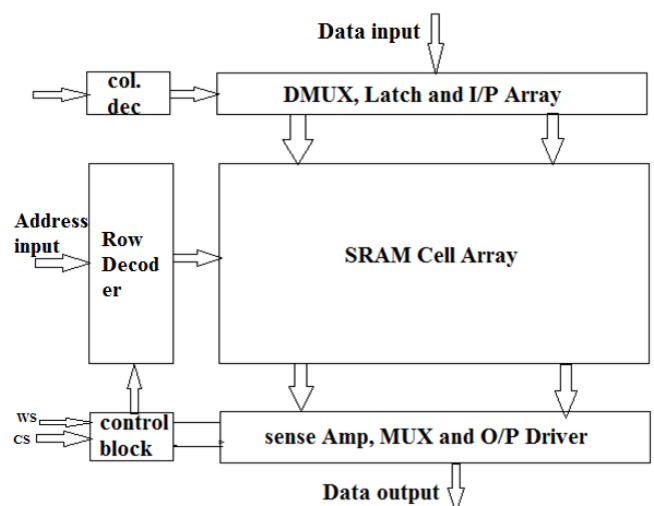 Data input
col.
dec
DMUX, Latch and I/P Array
Address
input
Row
Decod
er
SRAM Cell Array
WS
CS
control
block
sense Amp, MUX and O/P Driver
Data output